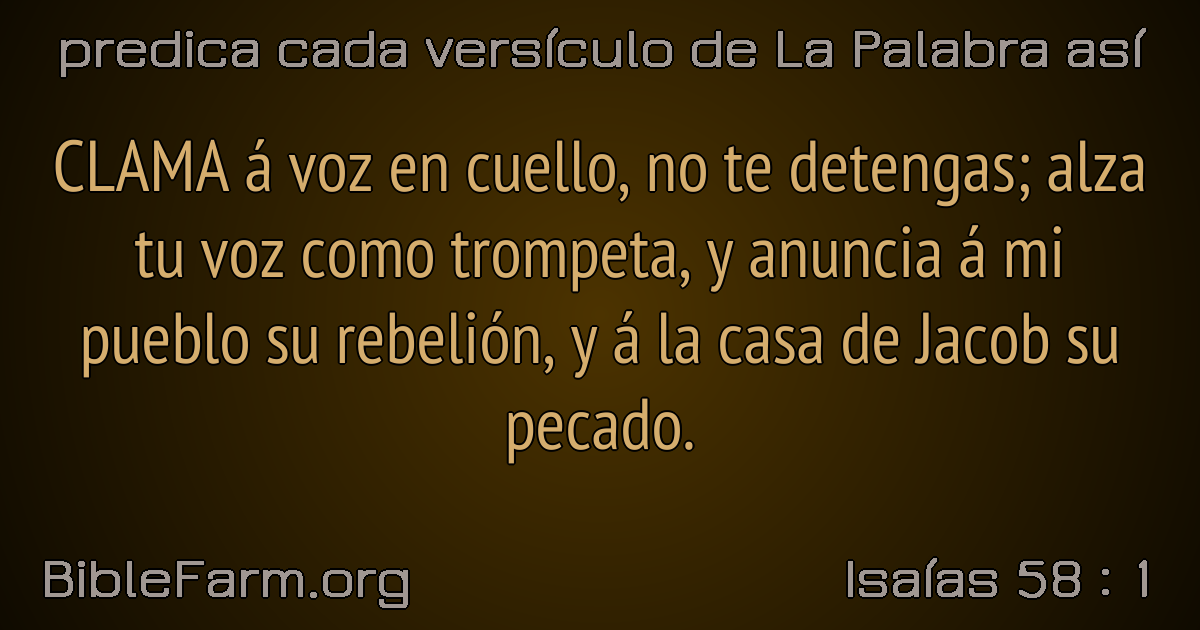 predica cada versículo de La Palabra así
CLAMA á voz en cuello, no te detengas; alza
tu voz como trompeta, y anuncia á mi
pueblo su rebelión, y á la casa de Jacob su
pecado.
BibleFarm.org
Isaías 58 : 1